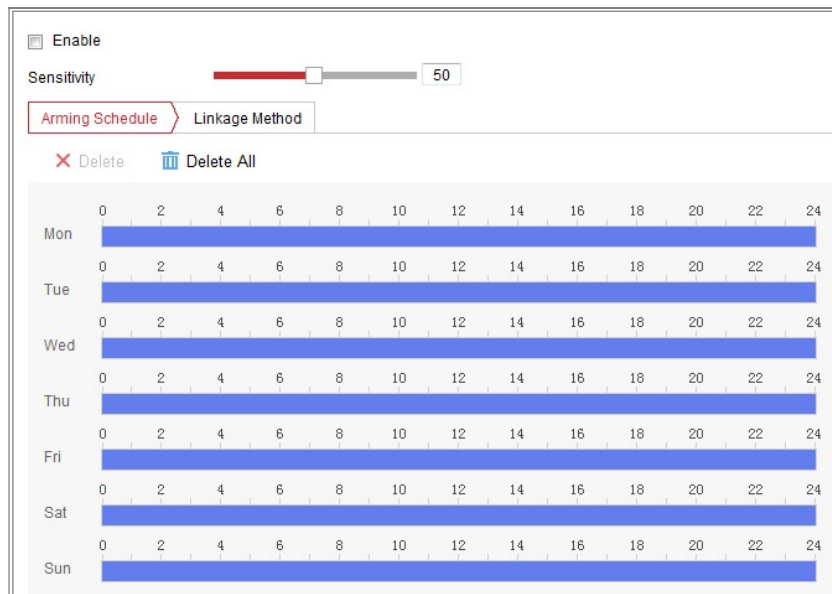 Enable
Sensitivity 50
Arming Schedule Linkage Method
Delete Delete All
0 2 4 6 8 10 12 14 16 18 20 22 24
Mon
0 2 4 6 8 10 12 14 16 18 20 22 24
Tue
0 2 4 6 8 10 12 14 16 18 20 22 24
Wed
0 2 4 6 8 10 12 14 16 18 20 22 24
Thu
0 2 4 6 8 10 12 14 16 18 20 22 24
Fri
0 2 4 6 8 10 12 14 16 18 20 22 24
Sat
0 2 4 6 8 10 12 14 16 18 20 22 24
Sun